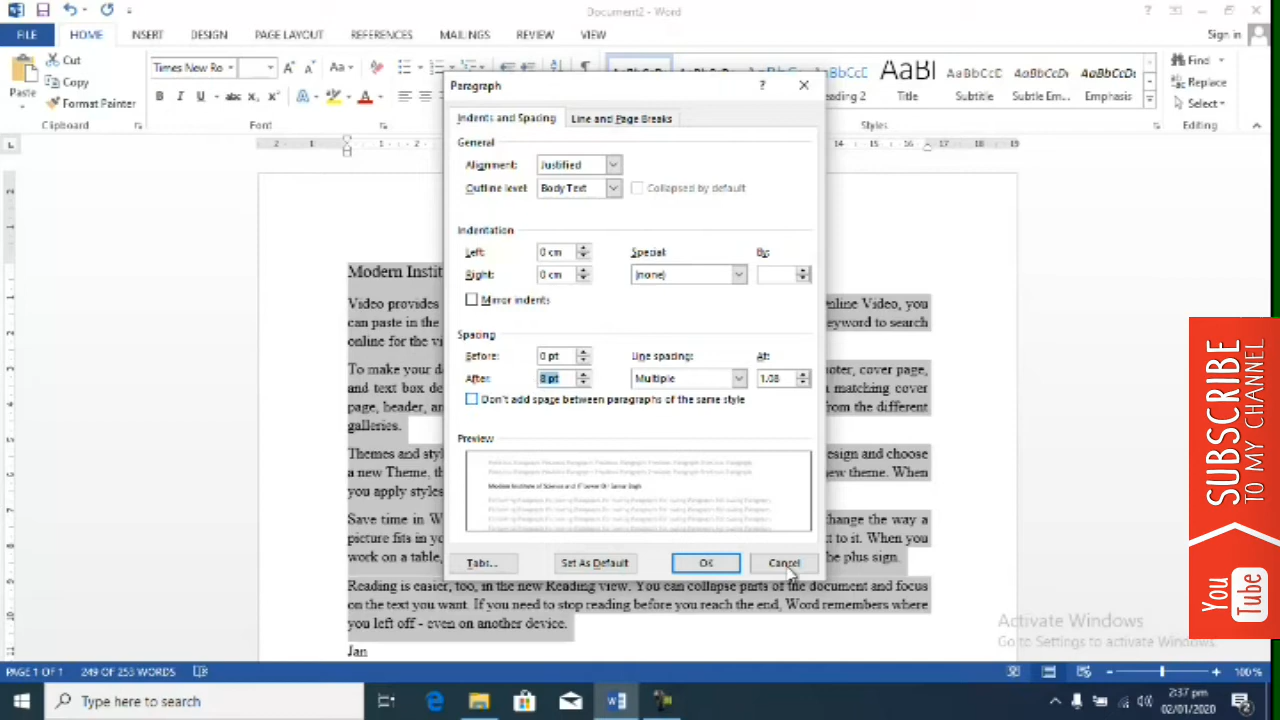 Document2 - Word
FILE HOME INSERT DESIGN PAGE LAYOUT REFERENCES MAILINGS REVIEW VIEW Sign in
Paste Cut Copy Format Painter Clipboard
Times New Ro Aa B I U abc Font
AaBl
eading 2 Title Subtitle Subtle Em... Emphasis Styles
Find Replace Select Editing
Paragraph
Indents and Spacing Line and Page Breaks
General
Alignment: Justified
Outline level: Body Text Collapsed by default
Indentation
Left: 0 cm Special: By:
Right: 0 cm (none)
Mirror indents
Spacing
Before: 0 pt Line spacing: At:
After: 8 pt Multiple 1.08
Don't add space between paragraphs of the same style
Preview
Tabs... Set As Default OK Cancel
Modern Instit
Video provides nline Video, you
can paste in the eyword to search
online for the vi
To make your d oter, cover page,
and text box de matching cover
page, header, an from the different
galleries.
Themes and styl esign and choose
a new Theme, th ew theme. When
you apply styles
Save time in W hange the way a
picture fits in yo t to it. When you
work on a table, he plus sign.
Reading is easier, too, in the new Reading view. You can collapse parts of the document and focus
on the text you want. If you need to stop reading before you reach the end, Word remembers where
you left off - even on another device.
Jan
SUBSCRIBE
TO MY CHANNEL
You Tube
Activate Windows
Go to Settings to activate Windows.
PAGE 1 OF 1 249 OF 253 WORDS 100%
Type here to search
2:37 pm
02/01/2020